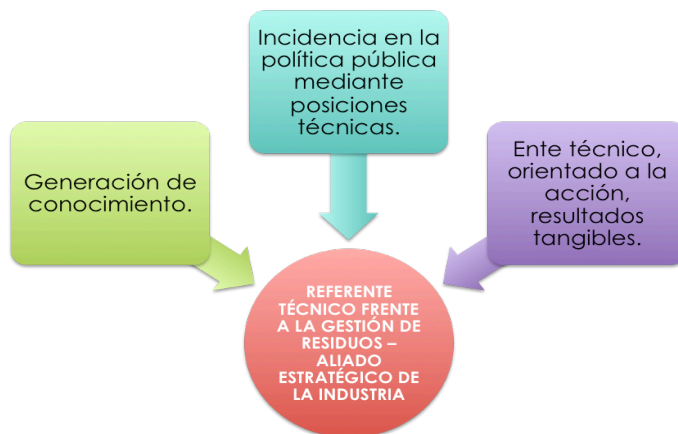 Incidencia en la
política pública
mediante
posiciones
técnicas.
Generación de
conocimiento.
Ente técnico,
orientado a la
acción,
resultados
tangibles.
REFERENTE
TÉCNICO FRENTE
A LA GESTIÓN DE
RESIDUOS –
ALIADO
ESTRATÉGICO DE
LA INDUSTRIA